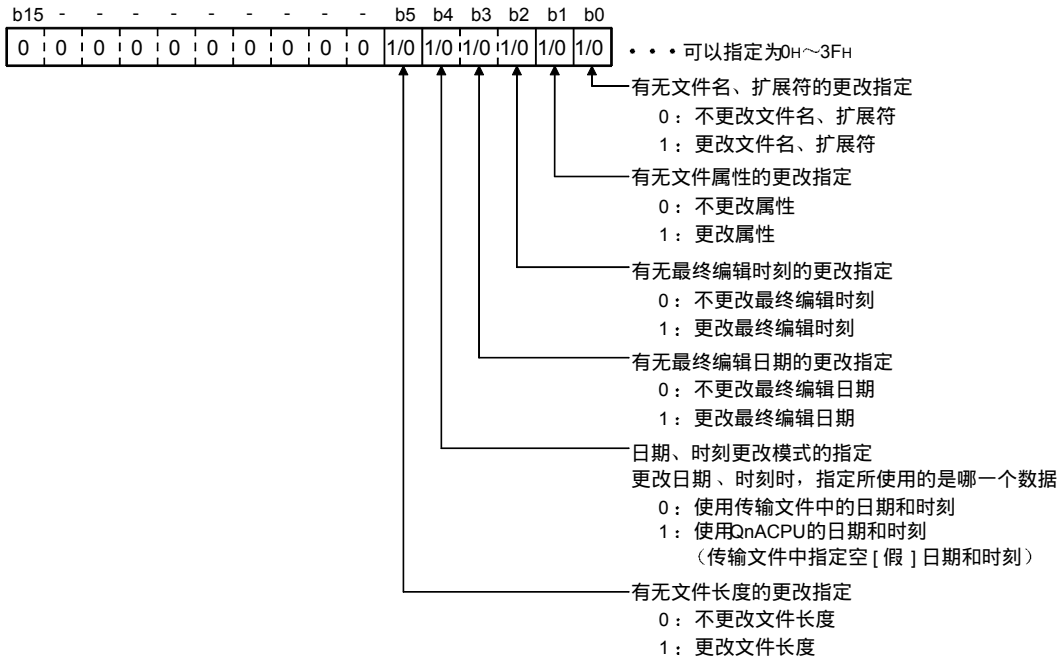 b15 - - - - - - - - - b5 b4 b3 b2 b1 b0
0 0 0 0 0 0 0 0 0 0 1/0 1/0 1/0 1/0 1/0 1/0 ・・・可以指定为0H～3FH
有无文件名、扩展符的更改指定
0：不更改文件名、扩展符
1：更改文件名、扩展符
有无文件属性的更改指定
0：不更改属性
1：更改属性
有无最终编辑时刻的更改指定
0：不更改最终编辑时刻
1：更改最终编辑时刻
有无最终编辑日期的更改指定
0：不更改最终编辑日期
1：更改最终编辑日期
日期、时刻更改模式的指定
更改日期、时刻时，指定所使用的是哪一个数据
0：使用传输文件中的日期和时刻
1：使用QnACPU的日期和时刻
（传输文件中指定空[假]日期和时刻）
有无文件长度的更改指定
0：不更改文件长度
1：更改文件长度